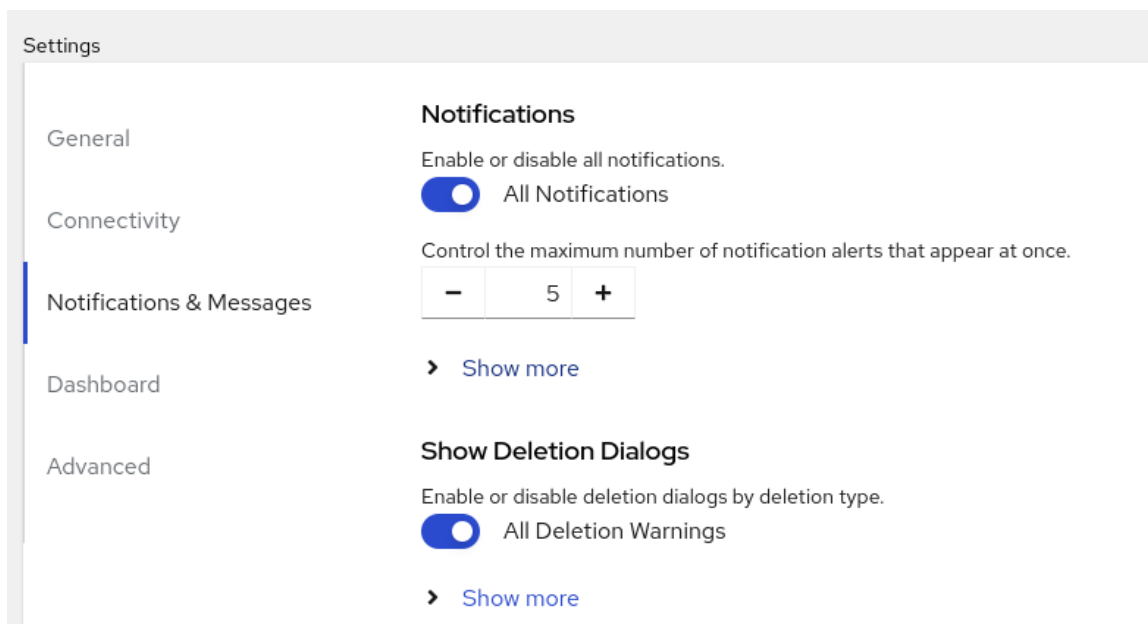 Settings
General
Connectivity
Notifications & Messages
Dashboard
Advanced
Notifications
Enable or disable all notifications.
All Notifications
Control the maximum number of notification alerts that appear at once.
5
Show more
Show Deletion Dialogs
Enable or disable deletion dialogs by deletion type.
All Deletion Warnings
Show more